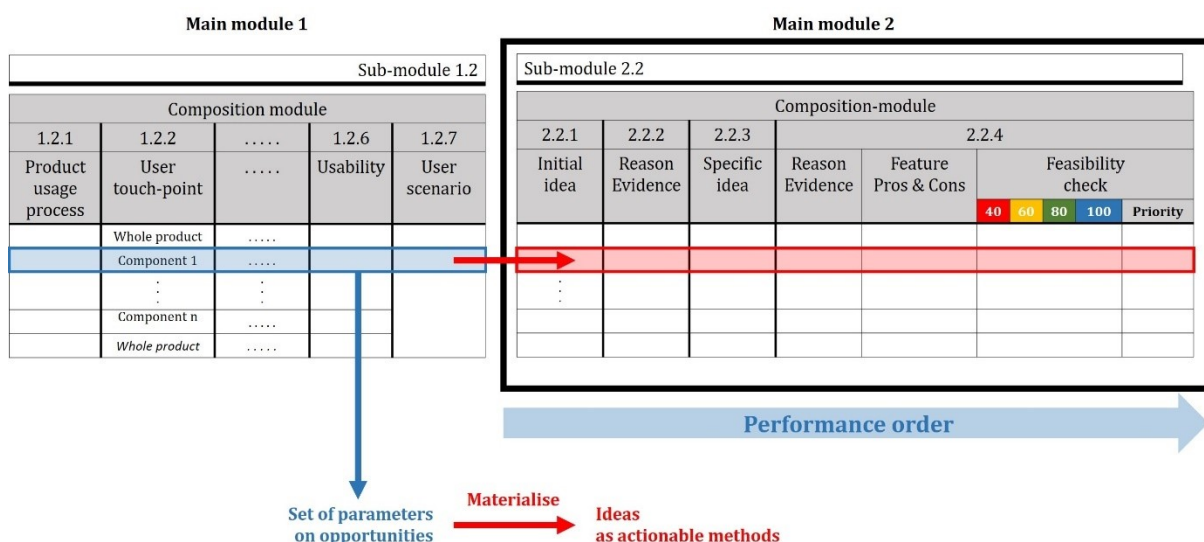 Main module 1
Main module 2
Sub-module 1.2
Sub-module 2.2
Composition module
Composition-module
1.2.1 1.2.2 ..... 1.2.6 1.2.7
2.2.1 2.2.2 2.2.3 2.2.4
Product usage process
User touch-point
.....
Usability
User scenario
Initial idea
Reason Evidence
Specific idea
Reason Evidence
Feature Pros & Cons
Feasibility check
40 60 80 100 Priority
Whole product .....
Component 1 .....
Component n .....
Whole product .....
Performance order
Set of parameters
on opportunities
Materialise
Ideas
as actionable methods